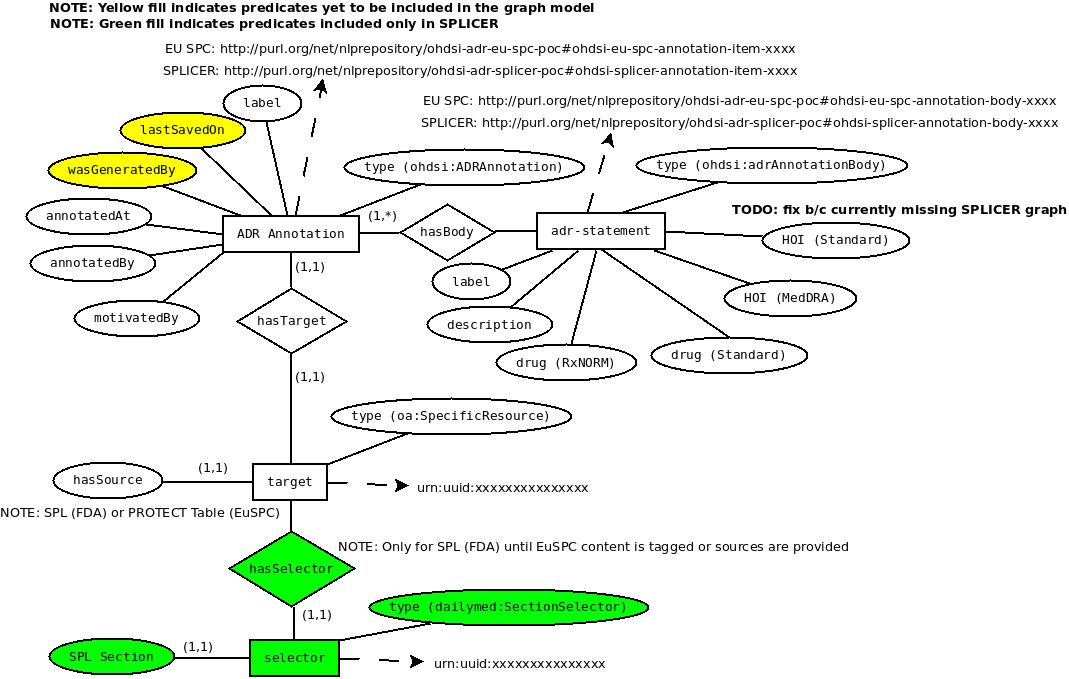 NOTE: Yellow fill indicates predicates yet to be included in the graph model
NOTE: Green fill indicates predicates included only in SPLICER
EU SPC: http://purl.org/net/nlprepository/ohdsi-adr-eu-spc-poc#ohdsi-eu-spc-annotation-item-xxxx
SPLICER: http://purl.org/net/nlprepository/ohdsi-adr-splicer-poc#ohdsi-splicer-annotation-item-xxxx
label
EU SPC: http://purl.org/net/nlprepository/ohdsi-adr-eu-spc-poc#ohdsi-eu-spc-annotation-body-xxxx
SPLICER: http://purl.org/net/nlprepository/ohdsi-adr-splicer-poc#ohdsi-splicer-annotation-body-xxxx
lastSavedOn
wasGeneratedBy
type (ohdsi:ADRAnnotation)
type (ohdsi:adrAnnotationBody)
annotatedAt
(1,*)
TODO: fix b/c currently missing SPLICER graph
ADR Annotation
hasBody
adr-statement
HOI (Standard)
annotatedBy
(1,1)
label
HOI (MedDRA)
motivatedBy
hasTarget
description
drug (RxNORM)
drug (Standard)
(1,1)
type (oa:SpecificResource)
(1,1)
hasSource
target
urn:uuid:xxxxxxxxxxxxxxx
NOTE: SPL (FDA) or PROTECT Table (EuSPC)
NOTE: Only for SPL (FDA) until EuSPC content is tagged or sources are provided
hasSelector
type (dailymed:SectionSelector)
(1,1)
(1,1)
SPL Section
selector
urn:uuid:xxxxxxxxxxxxxxx